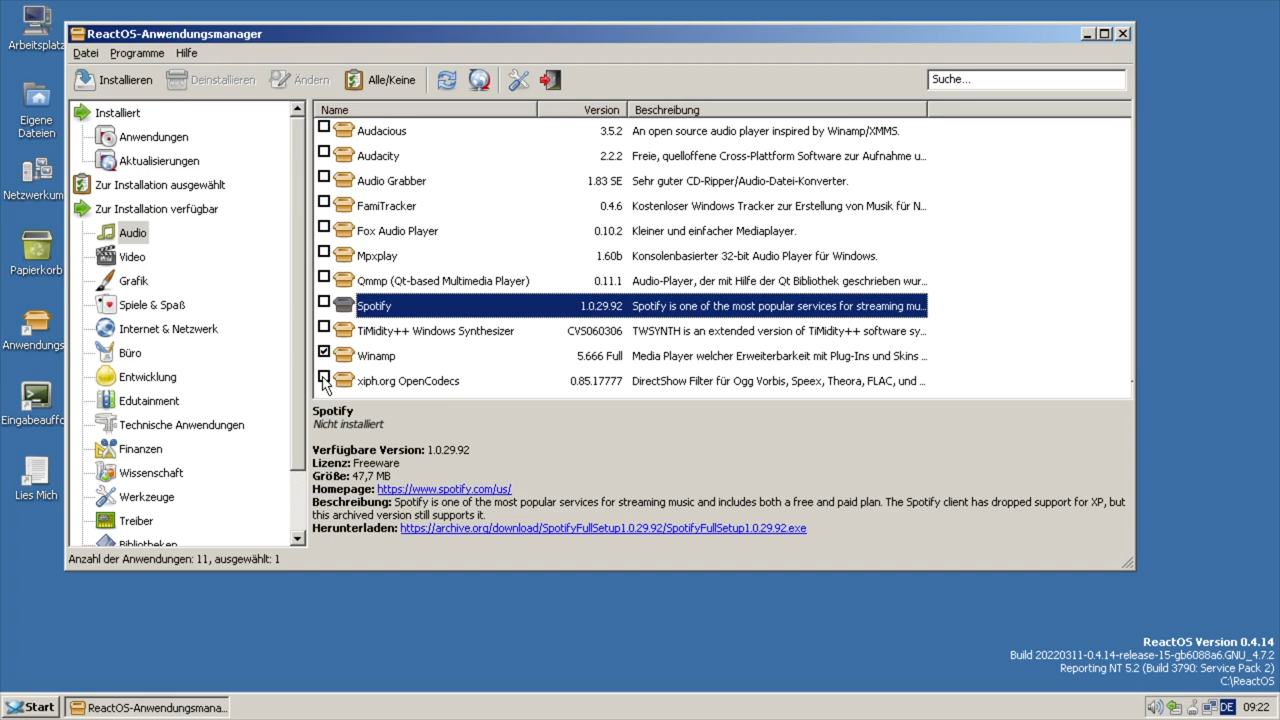 Arbeitsplatz
Eigene
Dateien
Papierkorb
Lies Mich
ReactOS-Anwendungsmanager
Datei Programme Hilfe
Installieren Deinstallieren Ändern Alle/Keine Suche...
Installiert
Anwendungen
Aktualisierungen
Zur Installation ausgewählt
Zur Installation verfügbar
Audio
Video
Grafik
Spiele & Spaß
Internet & Netzwerk
Büro
Entwicklung
Edutainment
Technische Anwendungen
Finanzen
Wissenschaft
Werkzeuge
Treiber
Bibliotheken
Name Version Beschreibung
Audacious 3.5.2 An open source audio player inspired by Winamp/XMMS.
Audacity 2.2.2 Freie, quelloffene Cross-Plattform Software zur Aufnahme u...
Audio Grabber 1.83 SE Sehr guter CD-Ripper/Audio-Datei-Konverter.
FamiTracker 0.4.6 Kostenloser Windows Tracker zur Erstellung von Musik für N...
Fox Audio Player 0.10.2 Kleiner und einfacher Mediaplayer.
Mpxplay 1.60b Konsolenbasierter 32-bit Audio Player für Windows.
Qmmp (Qt-based Multimedia Player) 0.11.1 Audio-Player, der mit Hilfe der Qt Bibliothek geschrieben wur...
Spotify 1.0.29.92 Spotify is one of the most popular services for streaming mu...
TiMidity++ Windows Synthesizer CVS060306 TWSYNTH is an extended version of TiMidity++ software sy...
Winamp 5.666 Full Media Player welcher Erweiterbarkeit mit Plug-Ins und Skins ...
xiph.org OpenCodecs 0.85.17777 DirectShow Filter für Ogg Vorbis, Speex, Theora, FLAC, und ...
Spotify
Nicht installiert
Verfügbare Version: 1.0.29.92
Lizenz: Freeware
Größe: 47,7 MB
Homepage: https://www.spotify.com/us/
Beschreibung: Spotify is one of the most popular services for streaming music and includes both a free and paid plan. The Spotify client has dropped support for XP, but
this archived version still supports it.
Herunterladen: https://archive.org/download/SpotifyFullSetup1.0.29.92/SpotifyFullSetup1.0.29.92.exe
Anzahl der Anwendungen: 11, ausgewählt: 1
Netzwerkum
Anwendungs
Eingabeauffo
ReactOS Version 0.4.14
Build 20220311-0.4.14-release-15-gb6088a6.GNU_4.7.2
Reporting NT 5.2 (Build 3790: Service Pack 2)
C:\ReactOS
Start ReactOS-Anwendungsmana... DE 09:22